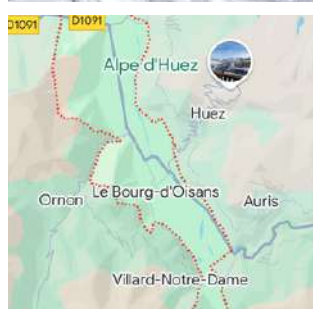 D1091
D1091
Alpe d'Huez
Huez
Ornon
Le Bourg-d'Oisans
Auris
Villard-Notre-Dame